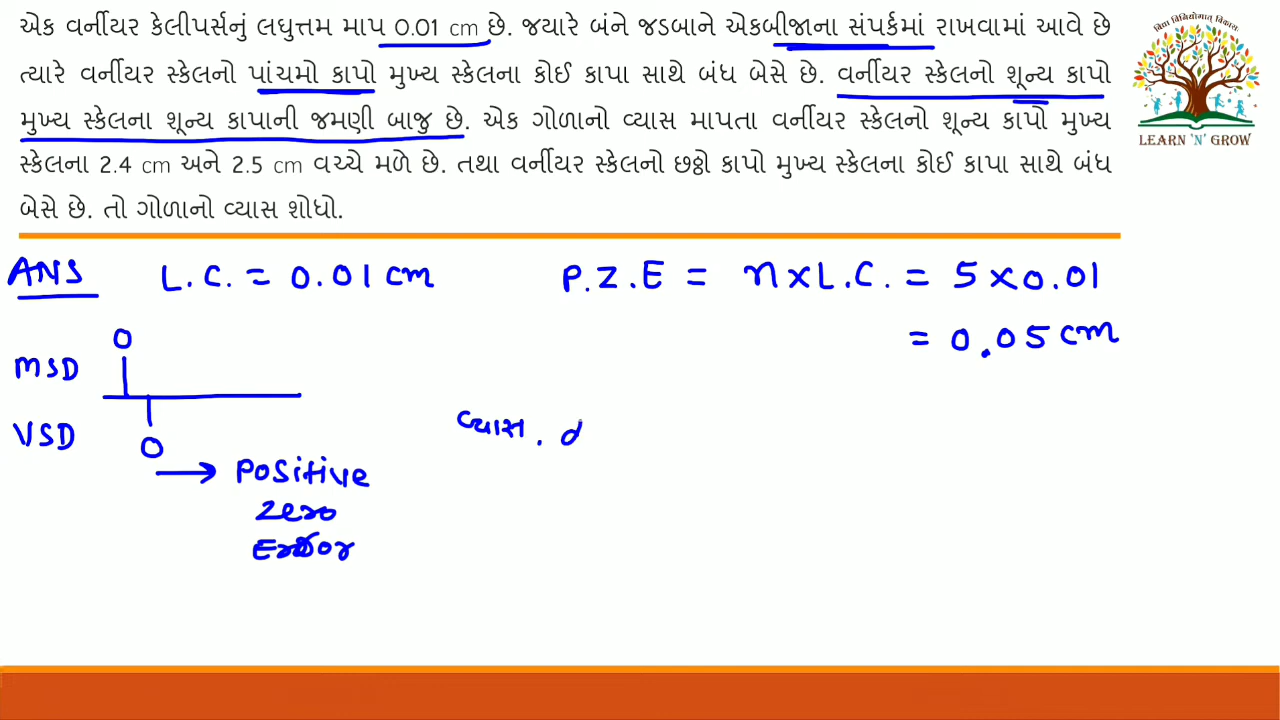 એક વર્નીયર કેલીપર્સનું લઘુત્તમ માપ 0.01 cm છે. જયારે બંને જડબાને એકબીજાના સંપર્કમાં રાખવામાં આવે છે
ત્યારે વર્નીયર સ્કેલનો પાંચમો કાપો મુખ્ય સ્કેલના કોઈ કાપા સાથે બંધ બેસે છે. વર્નીયર સ્કેલનો શૂન્ય કાપો
મુખ્ય સ્કેલના શૂન્ય કાપાની જમણી બાજુ છે. એક ગોળાનો વ્યાસ માપતા વર્નીયર સ્કેલનો શૂન્ય કાપો મુખ્ય
સ્કેલના 2.4 cm અને 2.5 cm વચ્ચે મળે છે. તથા વર્નીયર સ્કેલનો છઠ્ઠો કાપો મુખ્ય સ્કેલના કોઈ કાપા સાથે બંધ
બેસે છે. તો ગોળાનો વ્યાસ શોધો.
LEARN 'N' GROW
ANS L.C. = 0.01 cm P.Z.E = n×L.C. = 5×0.01
= 0.05 cm
0
MSD
VSD
0
વ્યાસ. d
→ Positive
Zero
Error